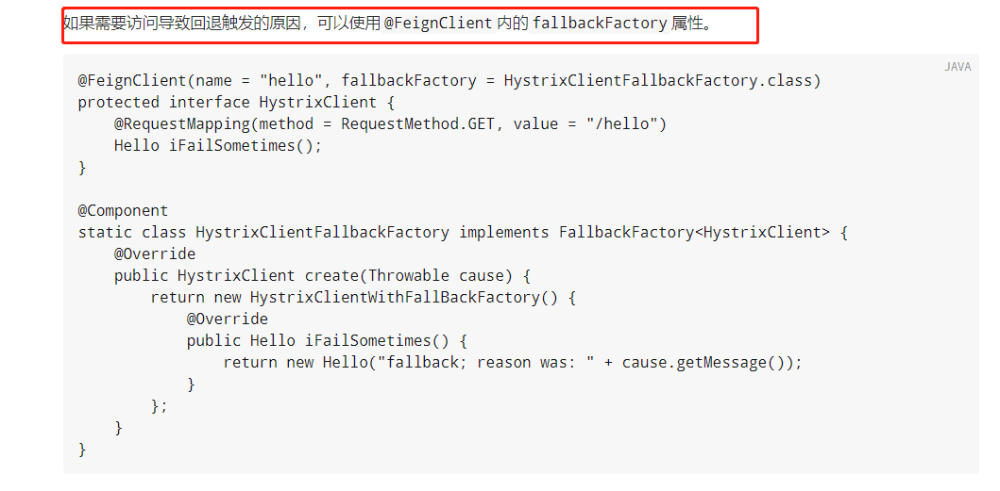 如果需要访问导致回退触发的原因，可以使用 @FeignClient 内的 fallbackFactory 属性。
JAVA
@FeignClient(name = "hello", fallbackFactory = HystrixClientFallbackFactory.class)
protected interface HystrixClient {
    @RequestMapping(method = RequestMethod.GET, value = "/hello")
    Hello iFailSometimes();
}

@Component
static class HystrixClientFallbackFactory implements FallbackFactory<HystrixClient> {
    @Override
    public HystrixClient create(Throwable cause) {
        return new HystrixClientWithFallBackFactory() {
            @Override
            public Hello iFailSometimes() {
                return new Hello("fallback; reason was: " + cause.getMessage());
            }
        };
    }
}